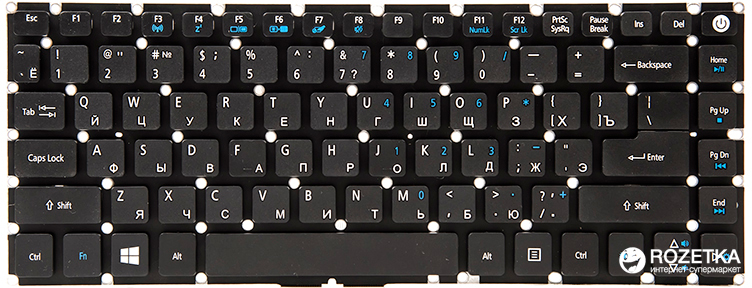 Esc F1 F2 F3 F4 F5 F6 F7 F8 F9 F10 F11 NumLk F12 Scr Lk PrtSc SysRq Pause Break Ins Del
~ ` Ё ! 1 @ " 2 # № 3 $ ; 4 % 5 ^ : 6 & ? 7 7 * 8 8 ( 9 9 ) 0 / _ - + = Backspace Home
Tab Q Й W Ц E У R К T Е Y Н U Г 4 I Ш 5 O Щ 6 P З * { [ Х } ] Ъ | \ / Pg Up
Caps Lock A Ф S Ы D В F А G П H Р J О 1 K Л 2 L Д 3 : ; Ж - " ' Э Enter Pg Dn
Shift Z Я X Ч C С V М B И N Т M Ь 0 < , Б > . Ю . ? / . , + Shift End
Ctrl Fn Alt Alt Ctrl
ROZETKA
интернет-супермаркет